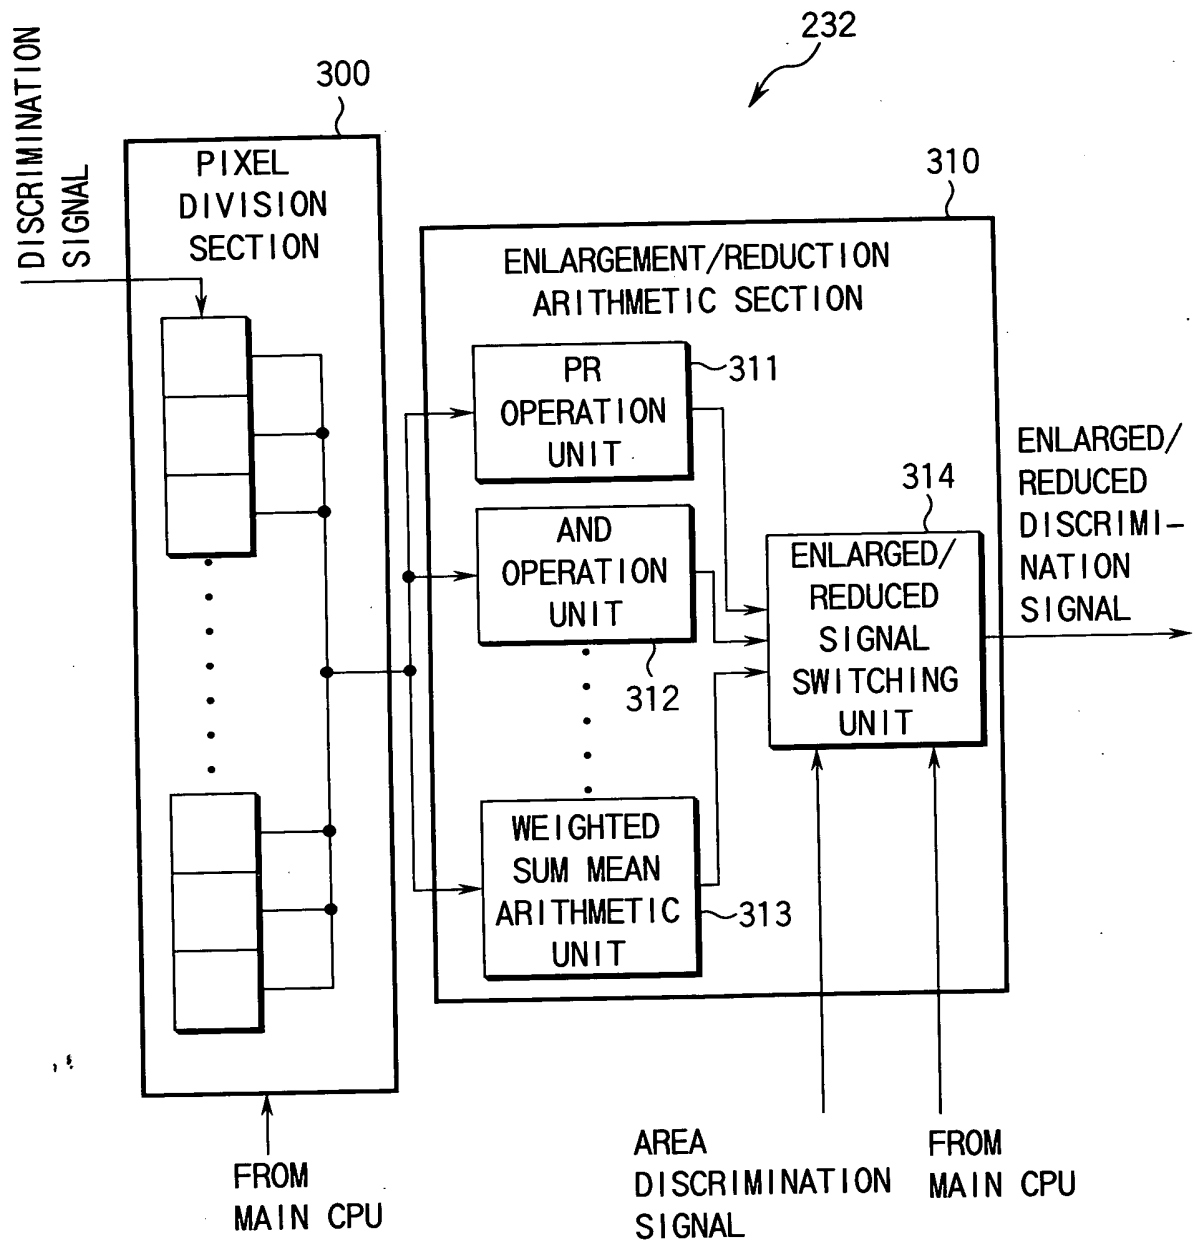 232
DISCRIMINATION
SIGNAL
300
PIXEL
DIVISION
SECTION
310
ENLARGEMENT/REDUCTION
ARITHMETIC SECTION
PR
OPERATION
UNIT
311
AND
OPERATION
UNIT
312
WEIGHTED
SUM MEAN
ARITHMETIC
UNIT
313
314
ENLARGED/
REDUCED
SIGNAL
SWITCHING
UNIT
ENLARGED/
REDUCED
DISCRIMI-
NATION
SIGNAL
FROM
MAIN CPU
AREA
DISCRIMINATION
SIGNAL
FROM
MAIN CPU